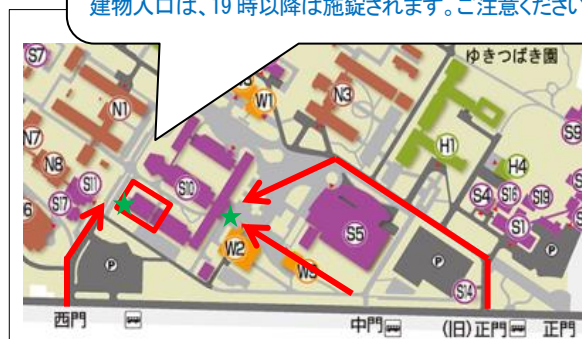 建物入口は、19時以降は施錠されます。ご注意ください
ゆきつばき園
S7
W1
N3
N1
H1
S9
N7
N8
S11
S10
H4
S17
S4
S16
S19
S1
S5
W2
P
P
P
S14
西門
中門
(旧)正門
正門